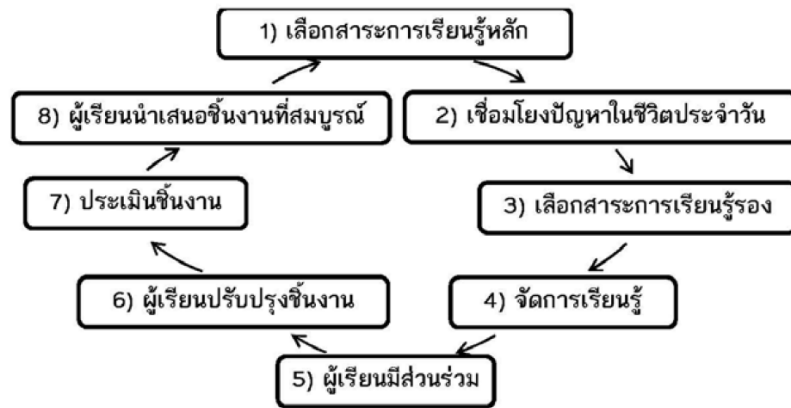 1) เลือกสาระการเรียนรู้หลัก
2) เชื่อมโยงปัญหาในชีวิตประจำวัน
3) เลือกสาระการเรียนรู้รอง
4) จัดการเรียนรู้
5) ผู้เรียนมีส่วนร่วม
6) ผู้เรียนปรับปรุงชิ้นงาน
7) ประเมินชิ้นงาน
8) ผู้เรียนนำเสนอชิ้นงานที่สมบูรณ์